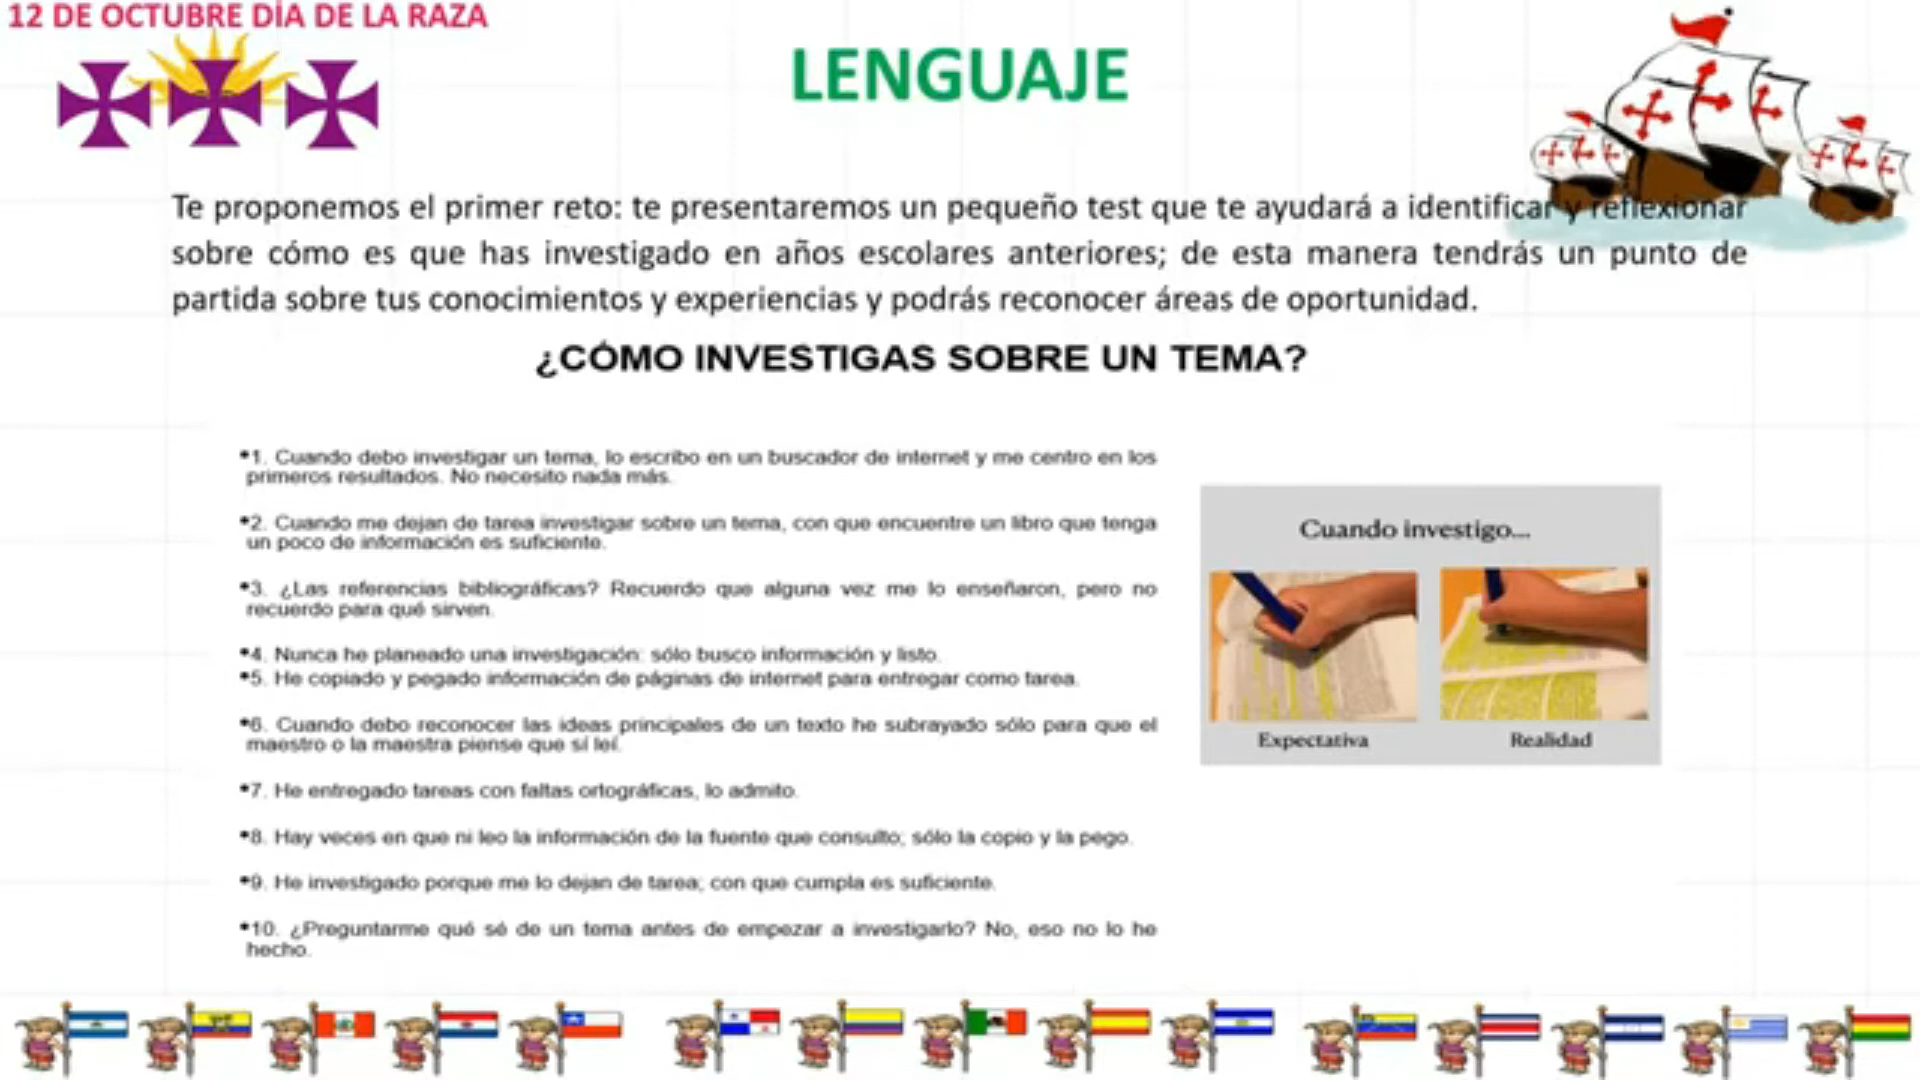 12 DE OCTUBRE DÍA DE LA RAZA
LENGUAJE
Te proponemos el primer reto: te presentaremos un pequeño test que te ayudará a identificar y reflexionar
sobre cómo es que has investigado en años escolares anteriores; de esta manera tendrás un punto de
partida sobre tus conocimientos y experiencias y podrás reconocer áreas de oportunidad.
¿CÓMO INVESTIGAS SOBRE UN TEMA?
•1. Cuando debo investigar un tema, lo escribo en un buscador de internet y me centro en los
primeros resultados. No necesito nada más.
•2. Cuando me dejan de tarea investigar sobre un tema, con que encuentre un libro que tenga
un poco de información es suficiente.
•3. ¿Las referencias bibliográficas? Recuerdo que alguna vez me lo enseñaron, pero no
recuerdo para qué sirven.
•4. Nunca he planeado una investigación: sólo busco información y listo.
•5. He copiado y pegado información de páginas de internet para entregar como tarea.
•6. Cuando debo reconocer las ideas principales de un texto he subrayado sólo para que el
maestro o la maestra piense que sí leí.
•7. He entregado tareas con faltas ortográficas, lo admito.
•8. Hay veces en que ni leo la información de la fuente que consulto; sólo la copio y la pego.
•9. He investigado porque me lo dejan de tarea; con que cumpla es suficiente.
•10. ¿Preguntarme qué sé de un tema antes de empezar a investigarlo? No, eso no lo he
hecho.
Cuando investigo...
Expectativa
Realidad